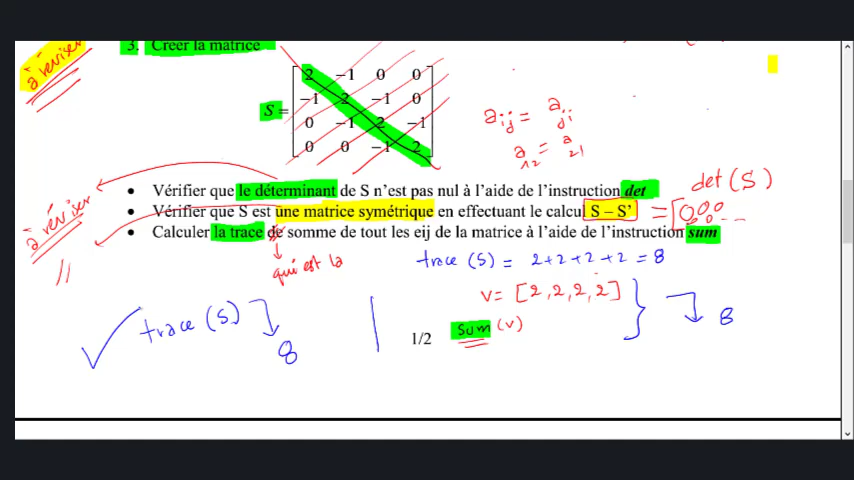 à réviser
3. Créer la matrice
2 −1 0 0
−1 2 −1 0
S =
0 −1 2 −1
0 0 −1 2
aij = aji
a12 = a21
det (S)
• Vérifier que le déterminant de S n'est pas nul à l'aide de l'instruction det
• Vérifier que S est une matrice symétrique en effectuant le calcul S – S' = [000
• Calculer la trace de somme de tout les eij de la matrice à l'aide de l'instruction sum
à réviser
qui est la
trace (S) = 2+2+2+2 = 8
v = [2,2,2,2]
trace (S)
8
1/2
sum (v)
8